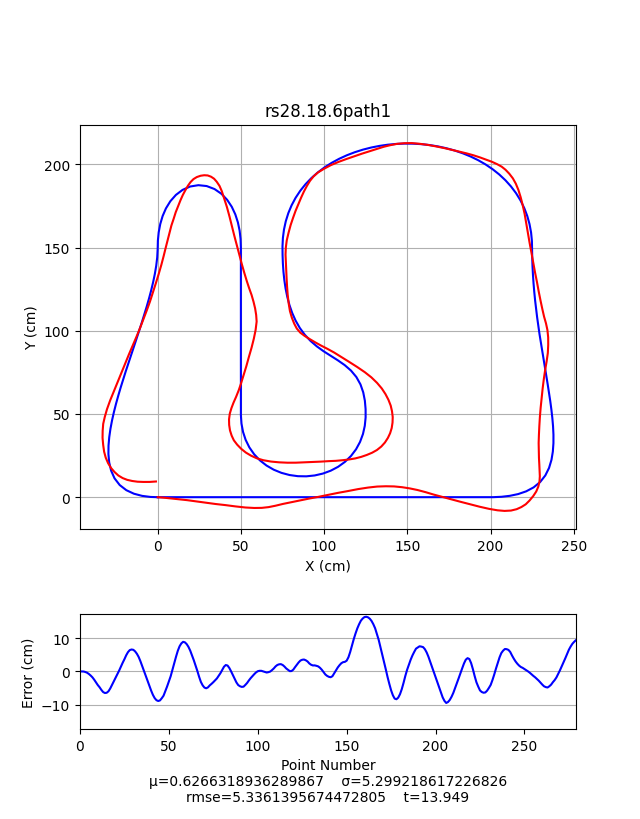 rs28.18.6path1
200
150
100
50
0
Y (cm)
0 50 100 150 200 250
X (cm)
10
0
−10
Error (cm)
0 50 100 150 200 250
Point Number
μ=0.6266318936289867 σ=5.299218617226826
rmse=5.3361395674472805 t=13.949